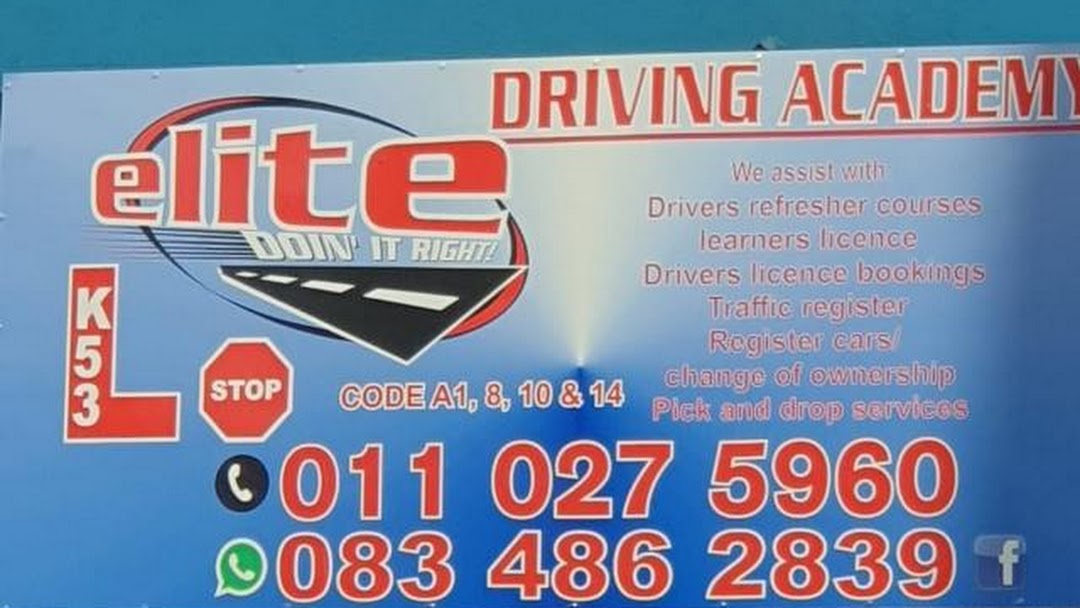 DRIVING ACADEMY
elite
DOIN' IT RIGHT!
We assist with
Drivers refresher courses
learners licence
Drivers licence bookings
Traffic register
Register cars/
change of ownership
Pick and drop services
K53
L
STOP
CODE A1, 8, 10 & 14
011 027 5960
083 486 2839
f